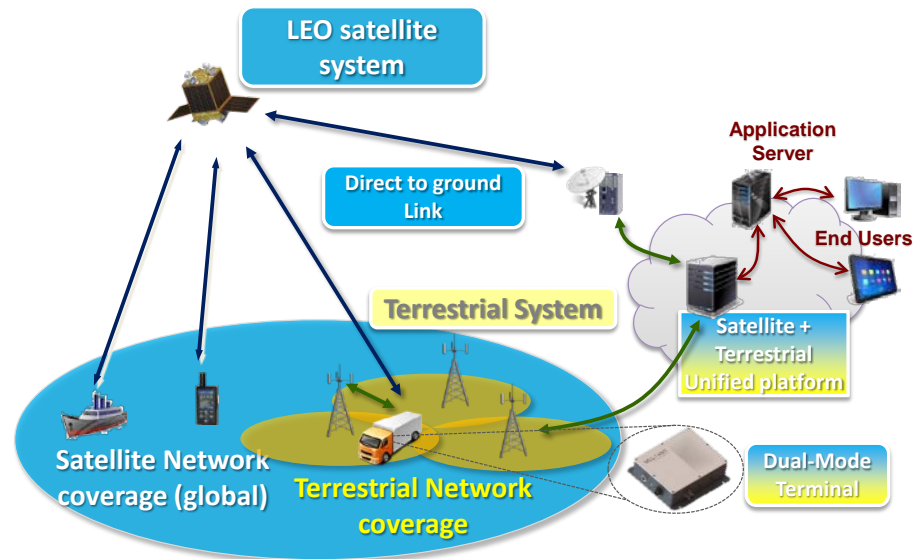 LEO satellite
system
Direct to ground
Link
Application
Server
End Users
Terrestrial System
Satellite +
Terrestrial
Unified platform
Satellite Network
coverage (global)
Terrestrial Network
coverage
Dual-Mode
Terminal